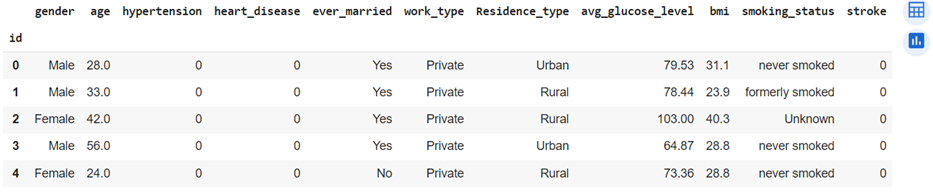 gender age hypertension heart_disease ever_married work_type Residence_type avg_glucose_level bmi smoking_status stroke
id
0 Male 28.0 0 0 Yes Private Urban 79.53 31.1 never smoked 0
1 Male 33.0 0 0 Yes Private Rural 78.44 23.9 formerly smoked 0
2 Female 42.0 0 0 Yes Private Rural 103.00 40.3 Unknown 0
3 Male 56.0 0 0 Yes Private Urban 64.87 28.8 never smoked 0
4 Female 24.0 0 0 No Private Rural 73.36 28.8 never smoked 0